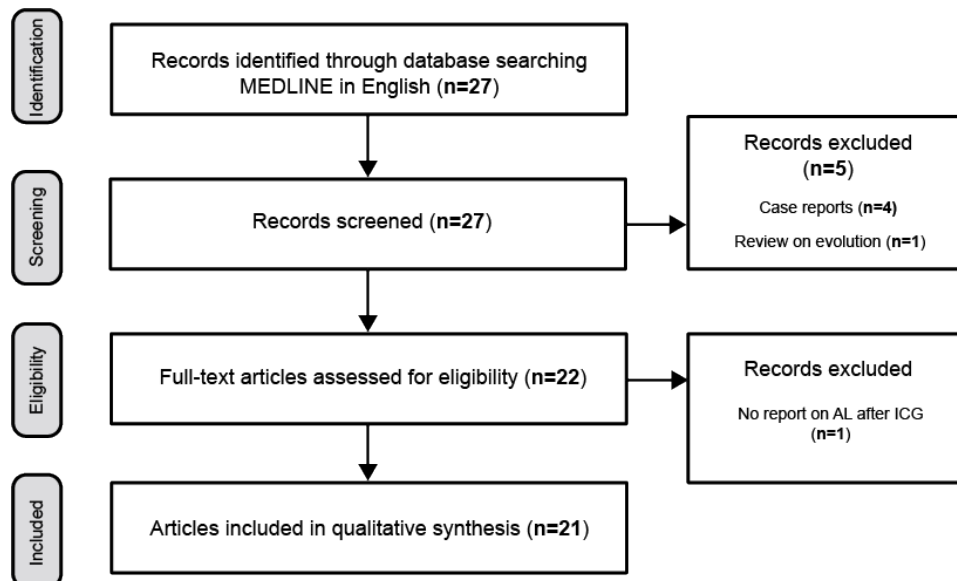 Identification
Records identified through database searching
MEDLINE in English (n=27)
Screening
Records screened (n=27)
Records excluded
(n=5)
Case reports (n=4)
Review on evolution (n=1)
Eligibility
Full-text articles assessed for eligibility (n=22)
Records excluded
No report on AL after ICG
(n=1)
Included
Articles included in qualitative synthesis (n=21)